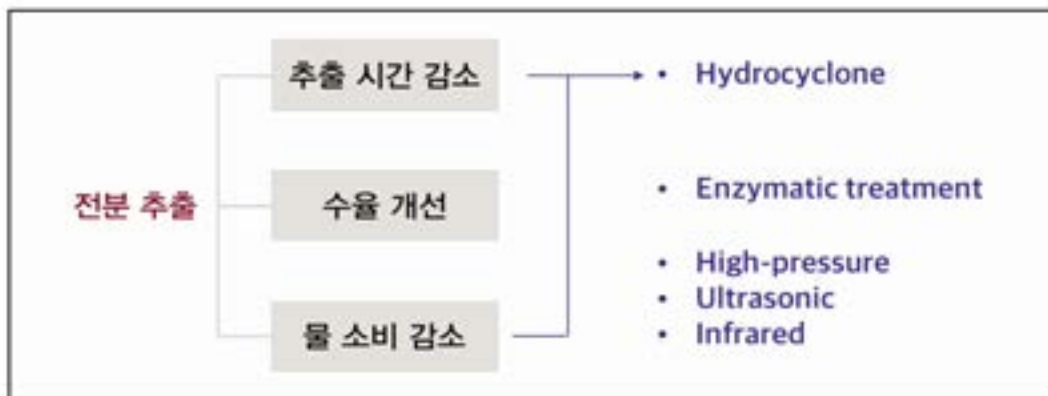 추출 시간 감소
• Hydrocyclone
전분 추출
수율 개선
• Enzymatic treatment
• High-pressure
• Ultrasonic
물 소비 감소
• Infrared